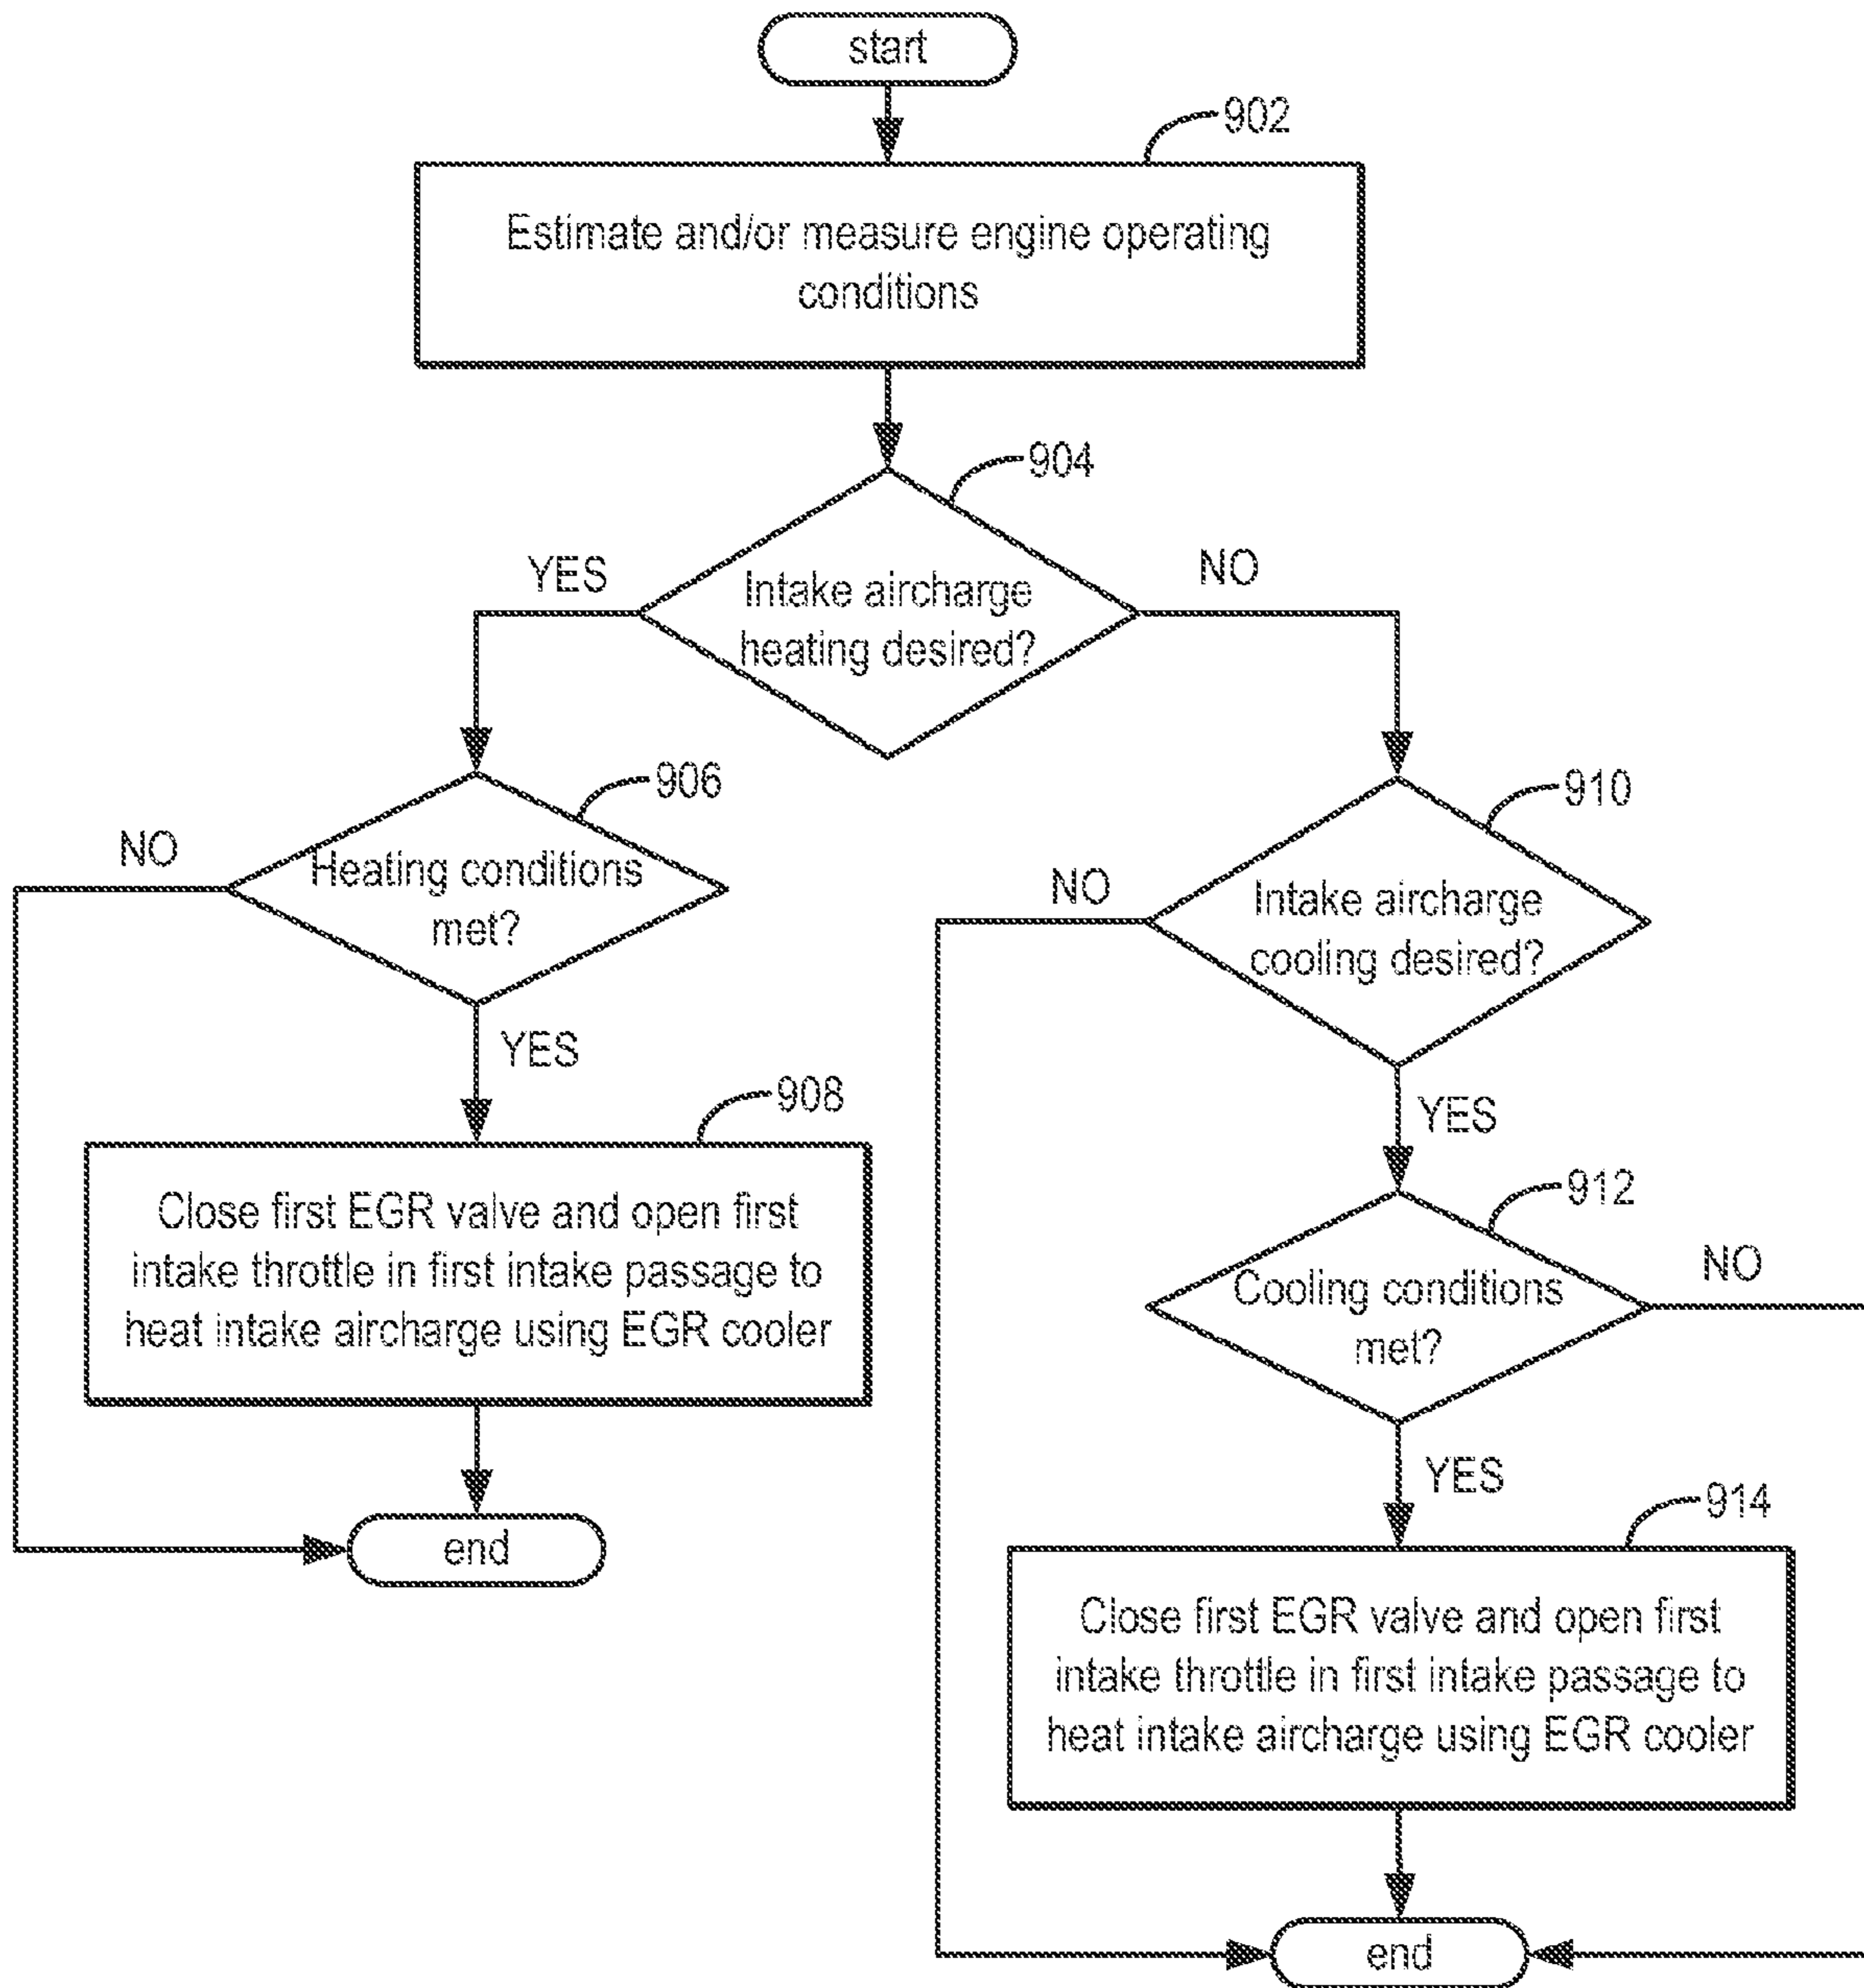 start
902
Estimate and/or measure engine operating
conditions
904
YES
NO
Intake aircharge
heating desired?
906
NO
Heating conditions
met?
YES
908
Close first EGR valve and open first
intake throttle in first intake passage to
heat intake aircharge using EGR cooler
end
910
NO
Intake aircharge
cooling desired?
YES
912
NO
Cooling conditions
met?
YES
914
Close first EGR valve and open first
intake throttle in first intake passage to
heat intake aircharge using EGR cooler
end